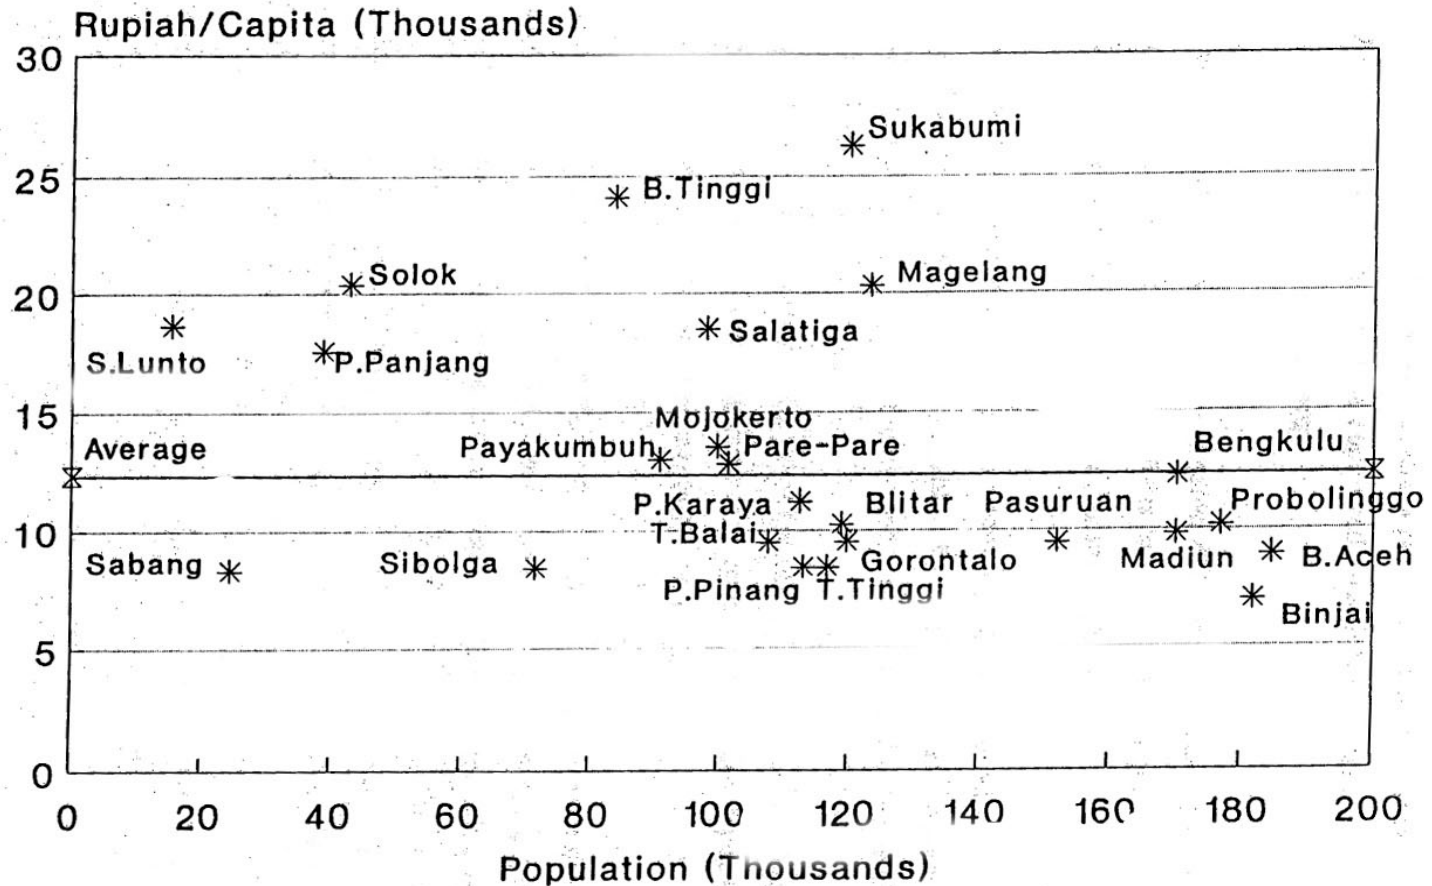 Rupiah/Capita (Thousands)
30
Sukabumi
25
B.Tinggi
Solok
Magelang
20
Salatiga
S.Lunto
P.Panjang
15
Mojokerto
Average
Payakumbuh
Pare-Pare
Bengkulu
P.Karaya
Blitar
Pasuruan
Probolinggo
10
T.Balai
Sabang
Sibolga
Gorontalo
Madiun
B.Aceh
P.Pinang
T.Tinggi
Binjai
5
0
0 20 40 60 80 100 120 140 160 180 200
Population (Thousands)